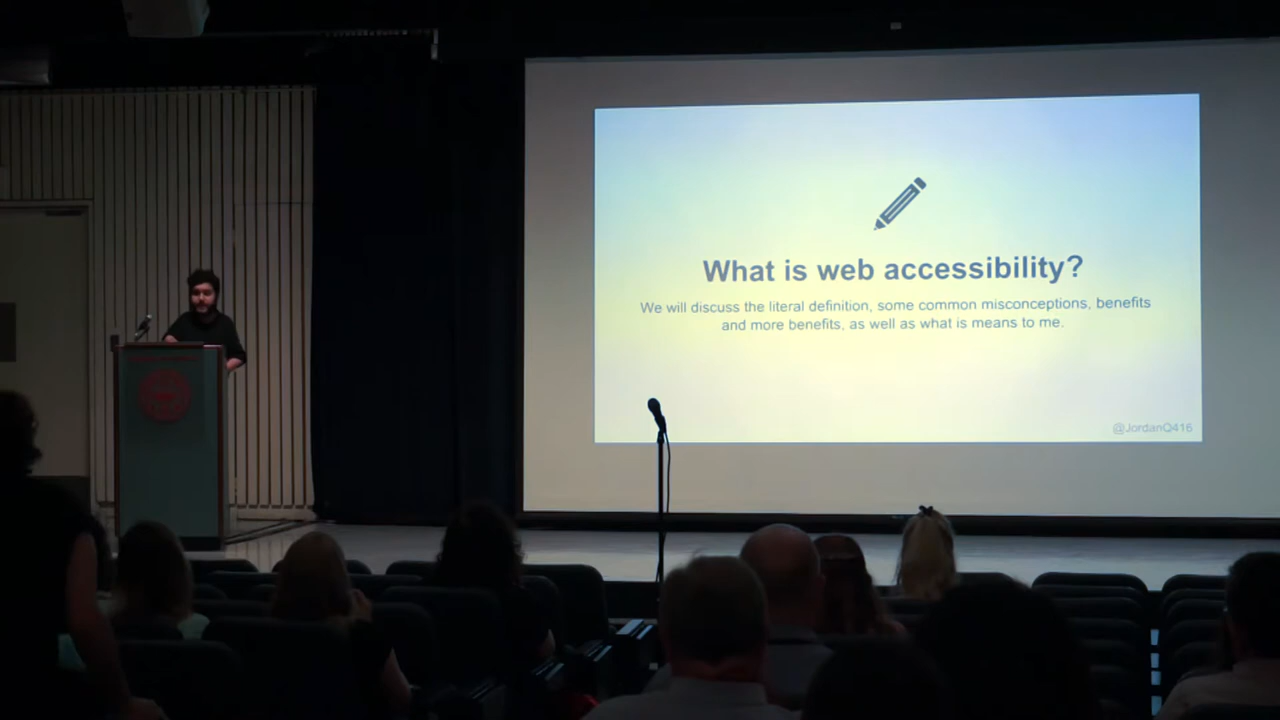 What is web accessibility?
We will discuss the literal definition, some common misconceptions, benefits
and more benefits, as well as what is means to me.
@JordanQ416